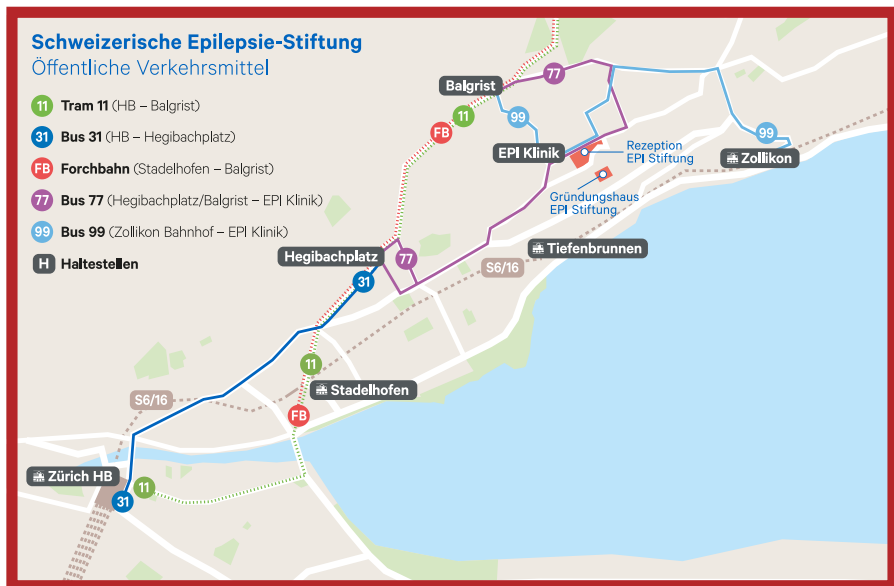 Schweizerische Epilepsie-Stiftung
Öffentliche Verkehrsmittel
11 Tram 11 (HB – Balgrist)
31 Bus 31 (HB – Hegibachplatz)
FB Forchbahn (Stadelhofen – Balgrist)
77 Bus 77 (Hegibachplatz/Balgrist – EPI Klinik)
99 Bus 99 (Zollikon Bahnhof – EPI Klinik)
H Haltestellen
77
Balgrist
11
99
FB
99
EPI Klinik
Rezeption
EPI Stiftung
Zollikon
Gründungshaus
EPI Stiftung
Tiefenbrunnen
Hegibachplatz
77
S6/16
31
11
Stadelhofen
S6/16
FB
Zürich HB
11
31